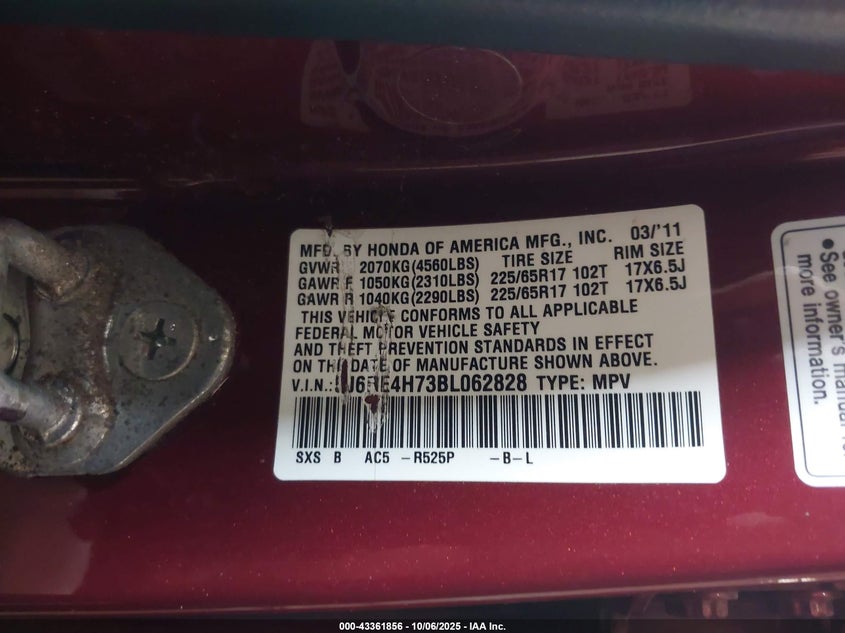 MFD. BY HONDA OF AMERICA MFG., INC. 03/'11
GVWR 2070KG(4560LBS) TIRE SIZE RIM SIZE
GAWR F 1050KG(2310LBS) 225/65R17 102T 17X6.5J
GAWR R 1040KG(2290LBS) 225/65R17 102T 17X6.5J
THIS VEHICLE CONFORMS TO ALL APPLICABLE
FEDERAL MOTOR VEHICLE SAFETY
AND THEFT PREVENTION STANDARDS IN EFFECT
ON THE DATE OF MANUFACTURE SHOWN ABOVE.
V.I.N.: TYPE: MPV
SXS B AC5 -R525P -B-L
• See owner's manual for
more information.
000-43361856 - 10/06/2025 - IAA Inc.